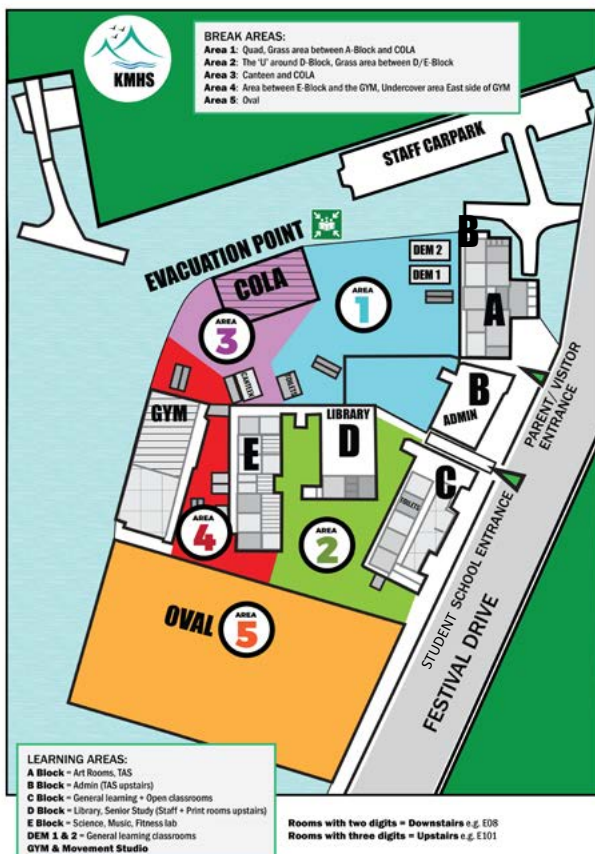 KMHS
BREAK AREAS:
Area 1: Quad, Grass area between A-Block and COLA
Area 2: The 'U' around D-Block, Grass area between D/E-Block
Area 3: Canteen and COLA
Area 4: Area between E-Block and the GYM, Undercover area East side of GYM
Area 5: Oval
STAFF CARPARK
EVACUATION POINT
B
DEM 2
DEM 1
COLA
AREA
1
A
AREA
3
CANTEEN
TOILETS
PARENT/ VISITOR
ENTRANCE
GYM
LIBRARY
B
ADMIN
E
D
C
TOILETS
AREA
4
AREA
2
STUDENT SCHOOL ENTRANCE
OVAL
AREA
5
FESTIVAL DRIVE
LEARNING AREAS:
A Block = Art Rooms, TAS
B Block = Admin (TAS upstairs)
C Block = General learning + Open classrooms
D Block = Library, Senior Study (Staff + Print rooms upstairs)
E Block = Science, Music, Fitness lab
DEM 1 & 2 = General learning classrooms
GYM & Movement Studio
Rooms with two digits = Downstairs e.g. E08
Rooms with three digits = Upstairs e.g. E101